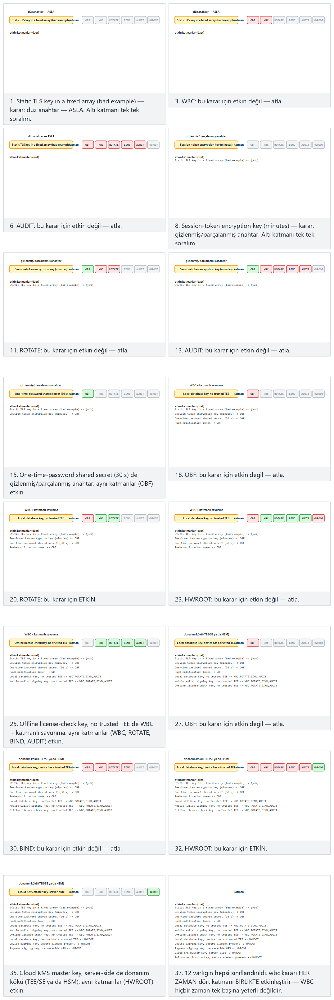 düz anahtar — ASLA
Static TLS key in a fixed array (bad example) katman OBF WBC ROTATE BIND AUDIT HWROOT
etkin katmanlar (özet)
1. Static TLS key in a fixed array (bad example) —
karar: düz anahtar — ASLA. Altı katmanı tek tek
soralım.
düz anahtar — ASLA
Static TLS key in a fixed array (bad example) katman OBF WBC ROTATE BIND AUDIT HWROOT
etkin katmanlar (özet)
3. WBC: bu karar için etkin değil — atla.
düz anahtar — ASLA
Static TLS key in a fixed array (bad example) katman OBF WBC ROTATE BIND AUDIT HWROOT
etkin katmanlar (özet)
6. AUDIT: bu karar için etkin değil — atla.
gizlenmiş/parçalanmış anahtar
Session-token encryption key (minutes) katman OBF WBC ROTATE BIND AUDIT HWROOT
etkin katmanlar (özet)
Static TLS key in a fixed array (bad example) -> (yok)
8. Session-token encryption key (minutes) — karar:
gizlenmiş/parçalanmış anahtar. Altı katmanı tek tek
soralım.
gizlenmiş/parçalanmış anahtar
Session-token encryption key (minutes) katman OBF WBC ROTATE BIND AUDIT HWROOT
etkin katmanlar (özet)
Static TLS key in a fixed array (bad example) -> (yok)
11. ROTATE: bu karar için etkin değil — atla.
gizlenmiş/parçalanmış anahtar
Session-token encryption key (minutes) katman OBF WBC ROTATE BIND AUDIT HWROOT
etkin katmanlar (özet)
Static TLS key in a fixed array (bad example) -> (yok)
13. AUDIT: bu karar için etkin değil — atla.
gizlenmiş/parçalanmış anahtar
One-time-password shared secret (30 s) katman OBF WBC ROTATE BIND AUDIT HWROOT
etkin katmanlar (özet)
Static TLS key in a fixed array (bad example) -> (yok)
Session-token encryption key (minutes) -> OBF
15. One-time-password shared secret (30 s) de
gizlenmiş/parçalanmış anahtar: aynı katmanlar (OBF)
etkin.
WBC + katmanlı savunma
Local database key, no trusted TEE katman OBF WBC ROTATE BIND AUDIT HWROOT
etkin katmanlar (özet)
Static TLS key in a fixed array (bad example) -> (yok)
Session-token encryption key (minutes) -> OBF
One-time-password shared secret (30 s) -> OBF
Push-notification token -> OBF
18. OBF: bu karar için etkin değil — atla.
WBC + katmanlı savunma
Local database key, no trusted TEE katman OBF WBC ROTATE BIND AUDIT HWROOT
etkin katmanlar (özet)
Static TLS key in a fixed array (bad example) -> (yok)
Session-token encryption key (minutes) -> OBF
One-time-password shared secret (30 s) -> OBF
Push-notification token -> OBF
20. ROTATE: bu karar için ETKİN.
WBC + katmanlı savunma
Local database key, no trusted TEE katman OBF WBC ROTATE BIND AUDIT HWROOT
etkin katmanlar (özet)
Static TLS key in a fixed array (bad example) -> (yok)
Session-token encryption key (minutes) -> OBF
One-time-password shared secret (30 s) -> OBF
Push-notification token -> OBF
23. HWROOT: bu karar için etkin değil — atla.
WBC + katmanlı savunma
Offline license-check key, no trusted TEE katman OBF WBC ROTATE BIND AUDIT HWROOT
etkin katmanlar (özet)
Static TLS key in a fixed array (bad example) -> (yok)
Session-token encryption key (minutes) -> OBF
One-time-password shared secret (30 s) -> OBF
Push-notification token -> OBF
Local database key, no trusted TEE -> WBC,ROTATE,BIND,AUDIT
Mobile wallet signing key, no trusted TEE -> WBC,ROTATE,BIND,AUDIT
25. Offline license-check key, no trusted TEE de WBC
+ katmanlı savunma: aynı katmanlar (WBC, ROTATE,
BIND, AUDIT) etkin.
donanım kökü (TEE/SE ya da HSM)
Local database key, device has a trusted TEE katman OBF WBC ROTATE BIND AUDIT HWROOT
etkin katmanlar (özet)
Static TLS key in a fixed array (bad example) -> (yok)
Session-token encryption key (minutes) -> OBF
One-time-password shared secret (30 s) -> OBF
Push-notification token -> OBF
Local database key, no trusted TEE -> WBC,ROTATE,BIND,AUDIT
Mobile wallet signing key, no trusted TEE -> WBC,ROTATE,BIND,AUDIT
Offline license-check key, no trusted TEE -> WBC,ROTATE,BIND,AUDIT
27. OBF: bu karar için etkin değil — atla.
donanım kökü (TEE/SE ya da HSM)
Local database key, device has a trusted TEE katman OBF WBC ROTATE BIND AUDIT HWROOT
etkin katmanlar (özet)
Static TLS key in a fixed array (bad example) -> (yok)
Session-token encryption key (minutes) -> OBF
One-time-password shared secret (30 s) -> OBF
Push-notification token -> OBF
Local database key, no trusted TEE -> WBC,ROTATE,BIND,AUDIT
Mobile wallet signing key, no trusted TEE -> WBC,ROTATE,BIND,AUDIT
Offline license-check key, no trusted TEE -> WBC,ROTATE,BIND,AUDIT
30. BIND: bu karar için etkin değil — atla.
donanım kökü (TEE/SE ya da HSM)
Local database key, device has a trusted TEE katman OBF WBC ROTATE BIND AUDIT HWROOT
etkin katmanlar (özet)
Static TLS key in a fixed array (bad example) -> (yok)
Session-token encryption key (minutes) -> OBF
One-time-password shared secret (30 s) -> OBF
Push-notification token -> OBF
Local database key, no trusted TEE -> WBC,ROTATE,BIND,AUDIT
Mobile wallet signing key, no trusted TEE -> WBC,ROTATE,BIND,AUDIT
Offline license-check key, no trusted TEE -> WBC,ROTATE,BIND,AUDIT
32. HWROOT: bu karar için ETKİN.
donanım kökü (TEE/SE ya da HSM)
Cloud KMS master key, server-side katman OBF WBC ROTATE BIND AUDIT HWROOT
etkin katmanlar (özet)
Static TLS key in a fixed array (bad example) -> (yok)
Session-token encryption key (minutes) -> OBF
One-time-password shared secret (30 s) -> OBF
Push-notification token -> OBF
Local database key, no trusted TEE -> WBC,ROTATE,BIND,AUDIT
Mobile wallet signing key, no trusted TEE -> WBC,ROTATE,BIND,AUDIT
Offline license-check key, no trusted TEE -> WBC,ROTATE,BIND,AUDIT
Local database key, device has a trusted TEE -> HWROOT
Device-pairing key, secure element present -> HWROOT
Payment signing key, server-side HSM -> HWROOT
35. Cloud KMS master key, server-side de donanım
kökü (TEE/SE ya da HSM): aynı katmanlar (HWROOT)
etkin.
katman
etkin katmanlar (özet)
Static TLS key in a fixed array (bad example) -> (yok)
Session-token encryption key (minutes) -> OBF
One-time-password shared secret (30 s) -> OBF
Push-notification token -> OBF
Local database key, no trusted TEE -> WBC,ROTATE,BIND,AUDIT
Mobile wallet signing key, no trusted TEE -> WBC,ROTATE,BIND,AUDIT
Offline license-check key, no trusted TEE -> WBC,ROTATE,BIND,AUDIT
Local database key, device has a trusted TEE -> HWROOT
Device-pairing key, secure element present -> HWROOT
Payment signing key, server-side HSM -> HWROOT
Cloud KMS master key, server-side -> HWROOT
IoT authentication key, secure element present -> HWROOT
37. 12 varlığın hepsi sınıflandırıldı. wbc kararı HER
ZAMAN dört katmanı BİRLİKTE etkinleştirir — WBC
hiçbir zaman tek başına yeterli değildir.